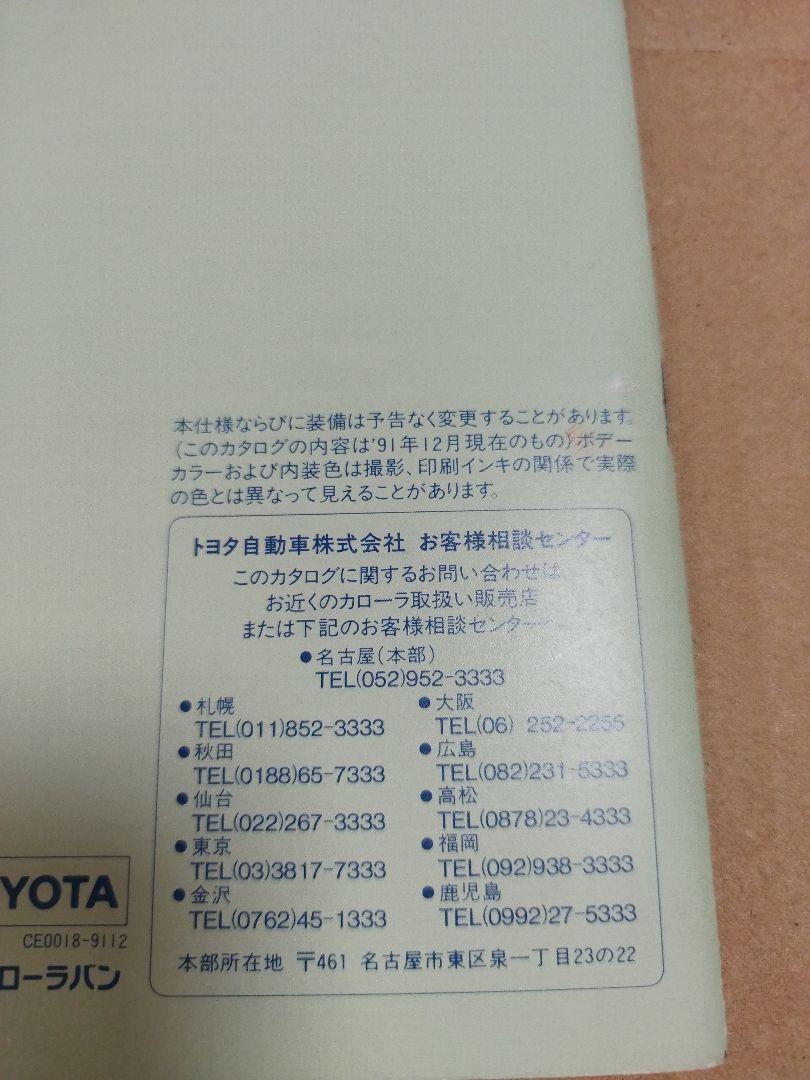 本仕様ならびに装備は予告なく変更することがあります。
(このカタログの内容は'91年12月現在のもの)ボデー
カラーおよび内装色は撮影、印刷インキの関係で実際
の色とは異なって見えることがあります。
トヨタ自動車株式会社 お客様相談センター
このカタログに関するお問い合わせは、
お近くのカローラ取扱い販売店
または下記のお客様相談センター
●名古屋(本部)
TEL(052)952-3333
●札幌
TEL(011)852-3333
●秋田
TEL(0188)65-7333
●仙台
TEL(022)267-3333
●東京
TEL(03)3817-7333
●金沢
TEL(0762)45-1333
●大阪
TEL(06) 252-2255
●広島
TEL(082)231-5333
●高松
TEL(0878)23-4333
●福岡
TEL(092)938-3333
●鹿児島
TEL(0992)27-5333
本部所在地 〒461 名古屋市東区泉一丁目23の22
YOTA
CE0018-9112
ローラバン